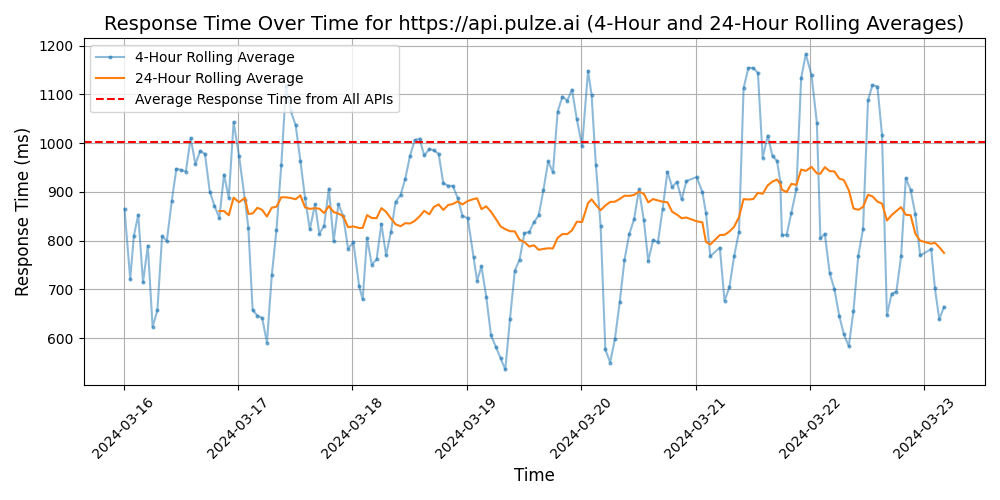 Response Time Over Time for https://api.pulze.ai (4-Hour and 24-Hour Rolling Averages)
4-Hour Rolling Average
24-Hour Rolling Average
Average Response Time from All APIs
Response Time (ms)
1100
1200
1000
900
800
700
600
2024-03-16
2024-03-17
2024-03-18
2024-03-19
2024-03-20
2024-03-21
2024-03-22
2024-03-23
Time